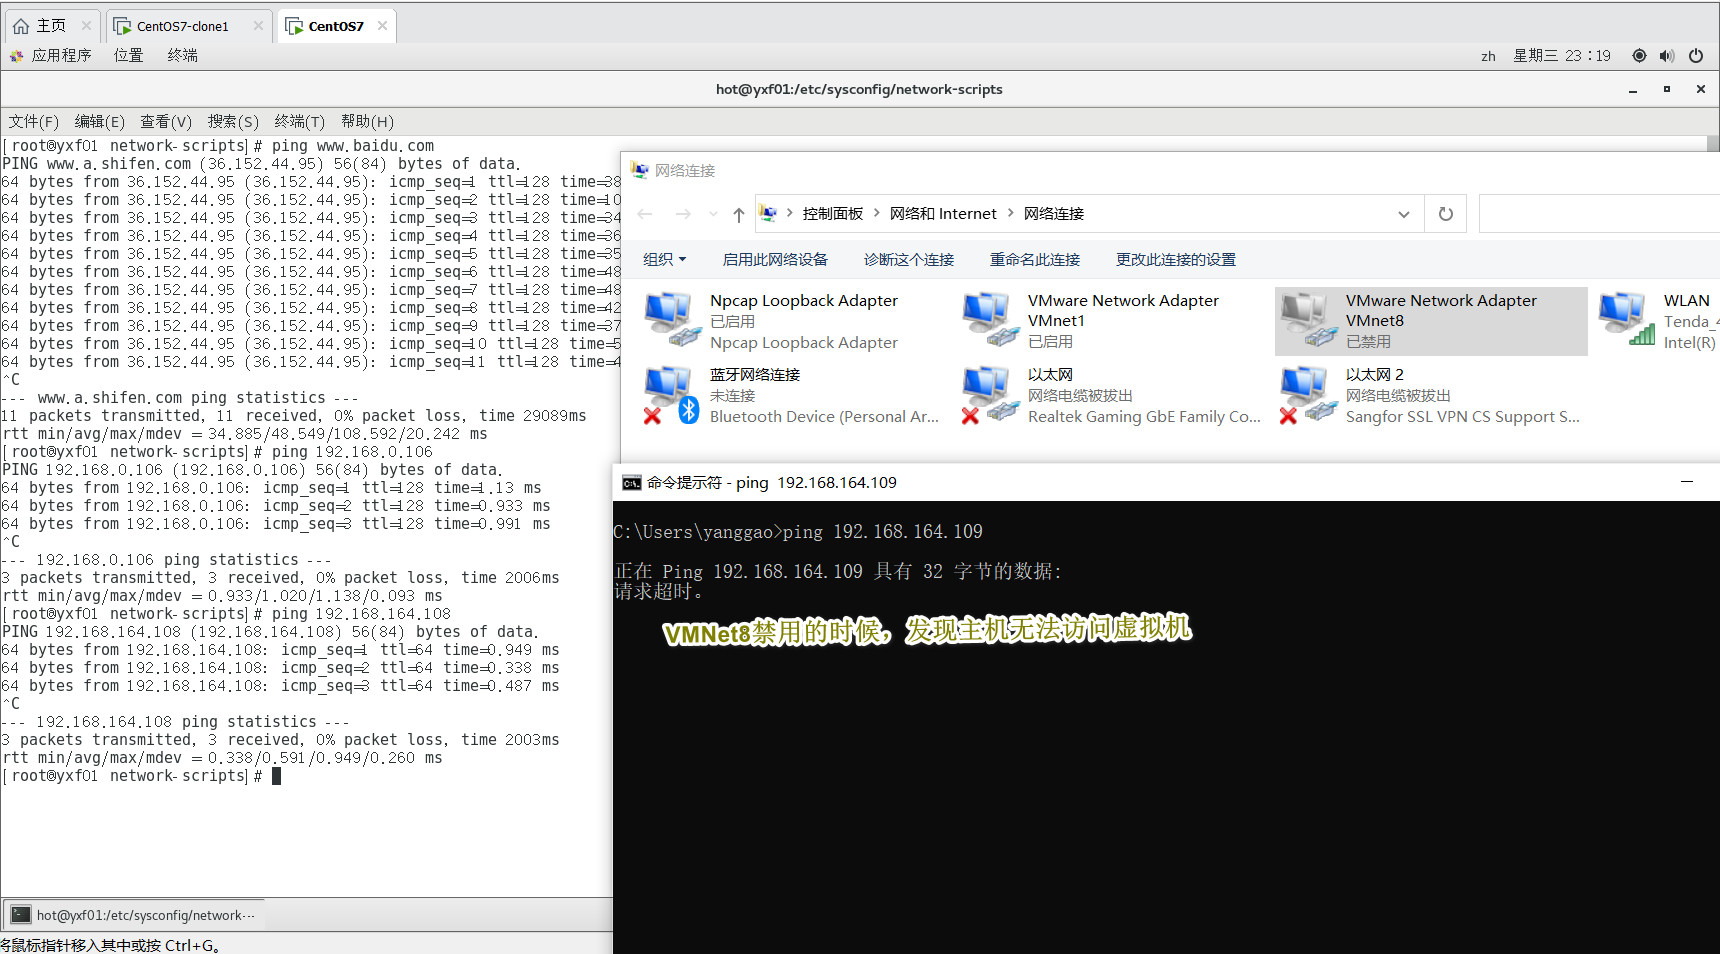 主页
CentOS7-clone1
CentOS7
应用程序 位置 终端
zh 星期三 23：19
hot@yxf01:/etc/sysconfig/network-scripts
文件(F) 编辑(E) 查看(V) 搜索(S) 终端(T) 帮助(H)
[root@yxf01 network-scripts]# ping www.baidu.com
PING www.a.shifen.com (36.152.44.95) 56(84) bytes of data.
64 bytes from 36.152.44.95 (36.152.44.95): icmp_seq=1 ttl=128 time=38
64 bytes from 36.152.44.95 (36.152.44.95): icmp_seq=2 ttl=128 time=10
64 bytes from 36.152.44.95 (36.152.44.95): icmp_seq=3 ttl=128 time=34
64 bytes from 36.152.44.95 (36.152.44.95): icmp_seq=4 ttl=128 time=36
64 bytes from 36.152.44.95 (36.152.44.95): icmp_seq=5 ttl=128 time=35
64 bytes from 36.152.44.95 (36.152.44.95): icmp_seq=6 ttl=128 time=48
64 bytes from 36.152.44.95 (36.152.44.95): icmp_seq=7 ttl=128 time=48
64 bytes from 36.152.44.95 (36.152.44.95): icmp_seq=8 ttl=128 time=42
64 bytes from 36.152.44.95 (36.152.44.95): icmp_seq=9 ttl=128 time=37
64 bytes from 36.152.44.95 (36.152.44.95): icmp_seq=10 ttl=128 time=5
64 bytes from 36.152.44.95 (36.152.44.95): icmp_seq=11 ttl=128 time=4
^C
--- www.a.shifen.com ping statistics ---
11 packets transmitted, 11 received, 0% packet loss, time 29089ms
rtt min/avg/max/mdev = 34.885/48.549/108.592/20.242 ms
[root@yxf01 network-scripts]# ping 192.168.0.106
PING 192.168.0.106 (192.168.0.106) 56(84) bytes of data.
64 bytes from 192.168.0.106: icmp_seq=1 ttl=128 time=1.13 ms
64 bytes from 192.168.0.106: icmp_seq=2 ttl=128 time=0.933 ms
64 bytes from 192.168.0.106: icmp_seq=3 ttl=128 time=0.991 ms
^C
--- 192.168.0.106 ping statistics ---
3 packets transmitted, 3 received, 0% packet loss, time 2006ms
rtt min/avg/max/mdev = 0.933/1.020/1.138/0.093 ms
[root@yxf01 network-scripts]# ping 192.168.164.108
PING 192.168.164.108 (192.168.164.108) 56(84) bytes of data.
64 bytes from 192.168.164.108: icmp_seq=1 ttl=64 time=0.949 ms
64 bytes from 192.168.164.108: icmp_seq=2 ttl=64 time=0.338 ms
64 bytes from 192.168.164.108: icmp_seq=3 ttl=64 time=0.487 ms
^C
--- 192.168.164.108 ping statistics ---
3 packets transmitted, 3 received, 0% packet loss, time 2003ms
rtt min/avg/max/mdev = 0.338/0.591/0.949/0.260 ms
[root@yxf01 network-scripts]#
网络连接
控制面板 > 网络和 Internet > 网络连接
组织 启用此网络设备 诊断这个连接 重命名此连接 更改此连接的设置
Npcap Loopback Adapter
已启用
Npcap Loopback Adapter
VMware Network Adapter
VMnet1
已启用
VMware Network Adapter
VMnet8
已禁用
WLAN
Tenda_4
Intel(R)
蓝牙网络连接
未连接
Bluetooth Device (Personal Ar...
以太网
网络电缆被拔出
Realtek Gaming GbE Family Co...
以太网 2
网络电缆被拔出
Sangfor SSL VPN CS Support S...
命令提示符 - ping 192.168.164.109
C:\Users\yanggao>ping 192.168.164.109
正在 Ping 192.168.164.109 具有 32 字节的数据:
请求超时。
VMNet8禁用的时候，发现主机无法访问虚拟机
hot@yxf01:/etc/sysconfig/network···
将鼠标指针移入其中或按 Ctrl+G。